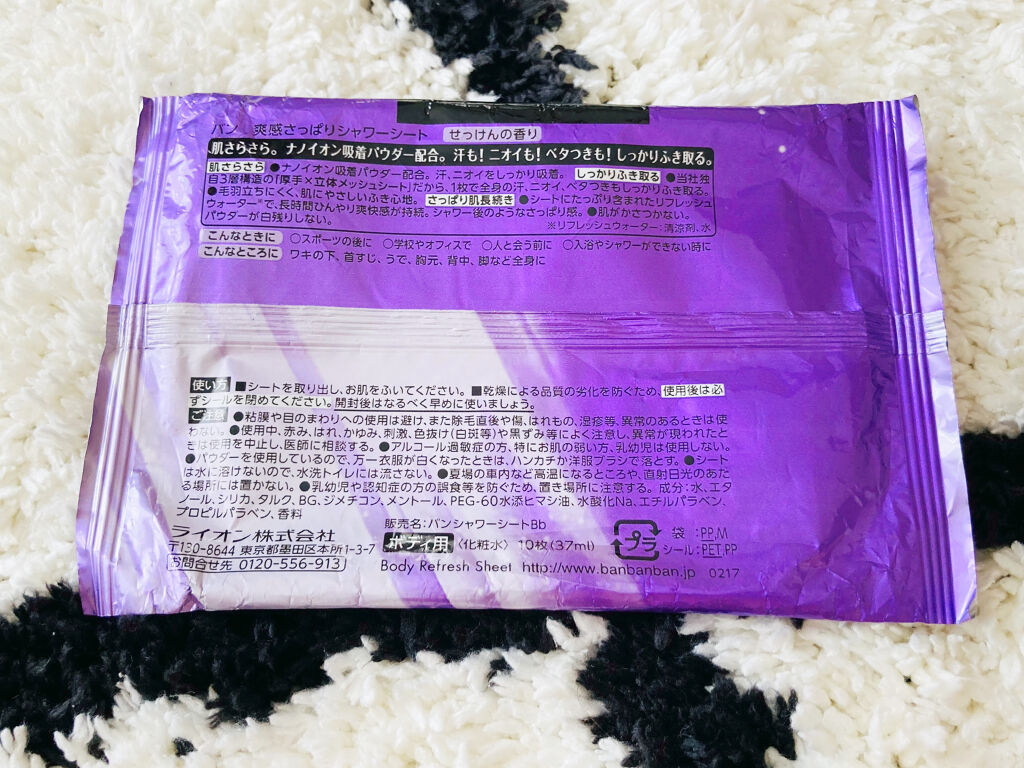 バン 爽感さっぱりシャワーシート せっけんの香り
肌さらさら。ナノイオン吸着パウダー配合。汗も!ニオイも!ベタつきも!しっかりふき取る。
肌さらさら ●ナノイオン吸着パウダー配合。汗、ニオイをしっかり吸着。 しっかりふき取る ●当社独
自3層構造の「厚手×立体メッシュシート」だから、1枚で全身の汗、ニオイ、ベタつきもしっかりふき取る。
●毛羽立ちにくく、肌にやさしいふき心地。 さっぱり肌長続き ●シートにたっぷり含まれたリフレッシュ
ウォーター※で、長時間ひんやり爽快感が持続。シャワー後のようなさっぱり感。●肌がかさつかない。
パウダーが白残りしない。 ※リフレッシュウォーター:清涼剤、水
こんなときに ○スポーツの後に ○学校やオフィスで ○人と会う前に ○入浴やシャワーができない時に
こんなところに ワキの下、首すじ、うで、胸元、背中、脚など全身に
使い方 ■シートを取り出し、お肌をふいてください。■乾燥による品質の劣化を防ぐため、使用後は必
ずシールを閉めてください。開封後はなるべく早めに使いましょう。
ご注意 ●粘膜や目のまわりへの使用は避け、また除毛直後や傷、はれもの、湿疹等、異常のあるときは使
わない。●使用中、赤み、はれ、かゆみ、刺激、色抜け(白斑等)や黒ずみ等によく注意し、異常が現われたと
きは使用を中止し、医師に相談する。●アルコール過敏症の方、特にお肌の弱い方、乳幼児は使用しない。
●パウダーを使用しているので、万一衣服が白くなったときは、ハンカチか洋服ブラシで落とす。●シート
は水に溶けないので、水洗トイレには流さない。●夏場の車内など高温になるところや、直射日光のあた
る場所には置かない。●乳幼児や認知症の方の誤食等を防ぐため、置き場所に注意する。成分:水、エタ
ノール、シリカ、タルク、BG、ジメチコン、メントール、PEG-60水添ヒマシ油、水酸化Na、エチルパラベン、
プロピルパラベン、香料
ライオン株式会社
〒130-8644 東京都墨田区本所1-3-7
お問合せ先 0120-556-913
販売名:バンシャワーシートBb
ボディ用 〈化粧水〉 10枚(37ml)
Body Refresh Sheet http://www.banbanban.jp 0217
プラ
袋 :PP,M
シール:PET,PP